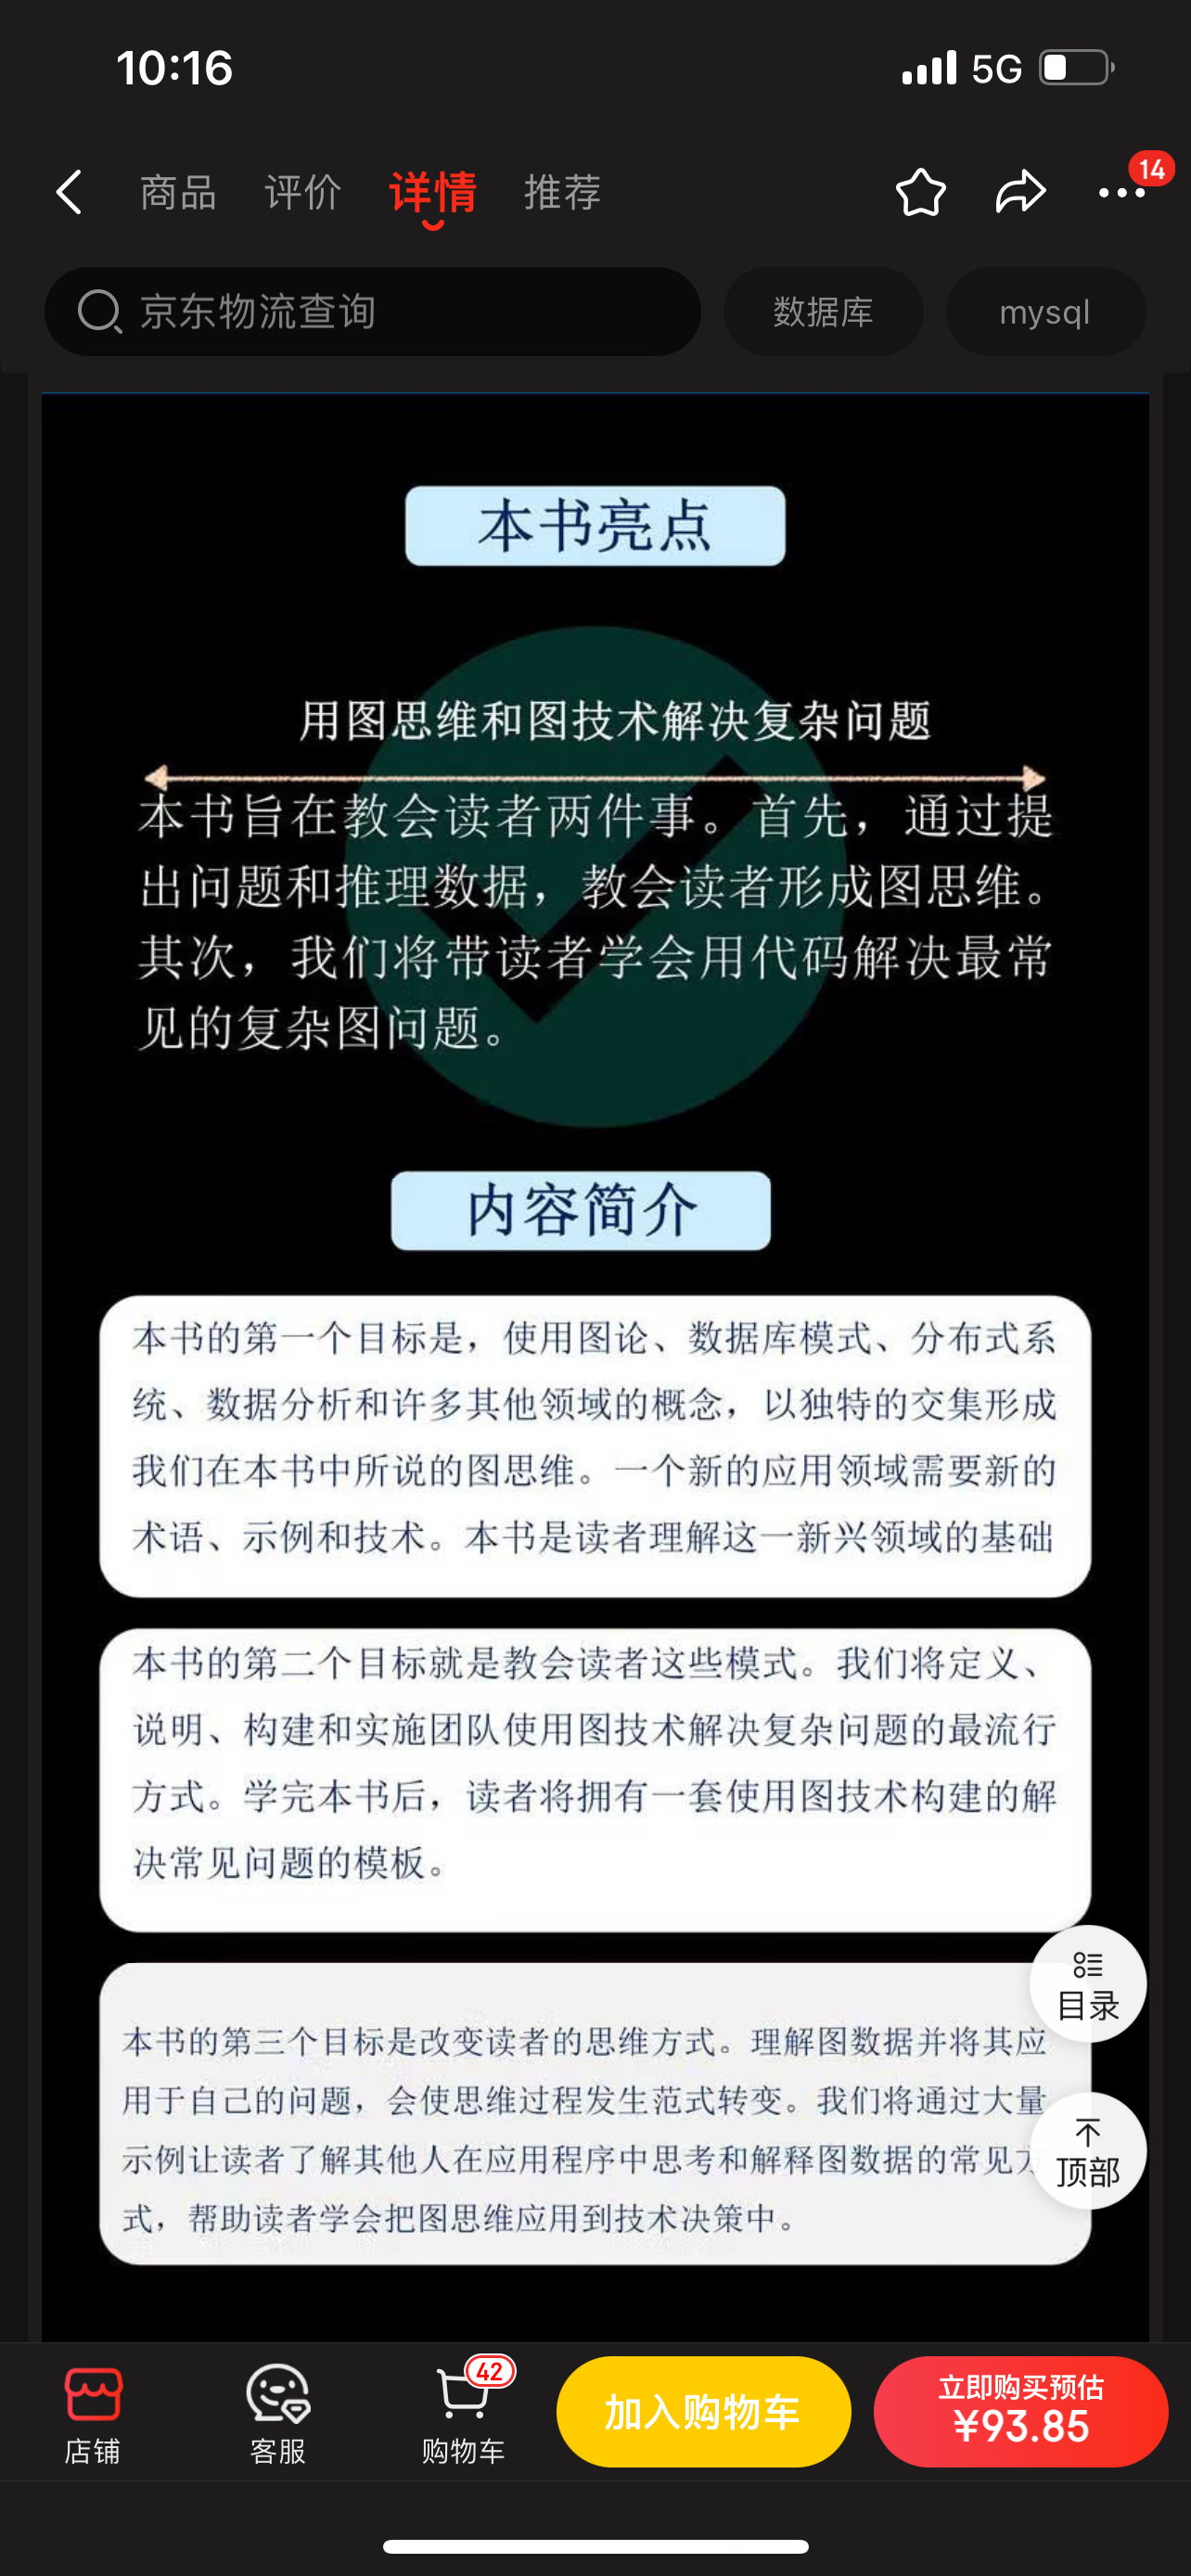 10:16
5G
商品 评价 详情 推荐
14
京东物流查询
数据库
mysql
本书亮点
用图思维和图技术解决复杂问题
本书旨在教会读者两件事。首先，通过提
出问题和推理数据，教会读者形成图思维。
其次，我们将带读者学会用代码解决最常
见的复杂图问题。
内容简介
本书的第一个目标是，使用图论、数据库模式、分布式系
统、数据分析和许多其他领域的概念，以独特的交集形成
我们在本书中所说的图思维。一个新的应用领域需要新的
术语、示例和技术。本书是读者理解这一新兴领域的基础
本书的第二个目标就是教会读者这些模式。我们将定义、
说明、构建和实施团队使用图技术解决复杂问题的最流行
方式。学完本书后，读者将拥有一套使用图技术构建的解
决常见问题的模板。
本书的第三个目标是改变读者的思维方式。理解图数据并将其应
用于自己的问题，会使思维过程发生范式转变。我们将通过大量
示例让读者了解其他人在应用程序中思考和解释图数据的常见方
式，帮助读者学会把图思维应用到技术决策中。
目录
顶部
店铺
客服
42
购物车
加入购物车
立即购买预估
¥93.85